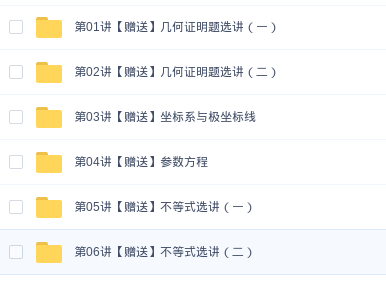 第01讲【赠送】几何证明题选讲（一）
第02讲【赠送】几何证明题选讲（二）
第03讲【赠送】坐标系与极坐标线
第04讲【赠送】参数方程
第05讲【赠送】不等式选讲（一）
第06讲【赠送】不等式选讲（二）